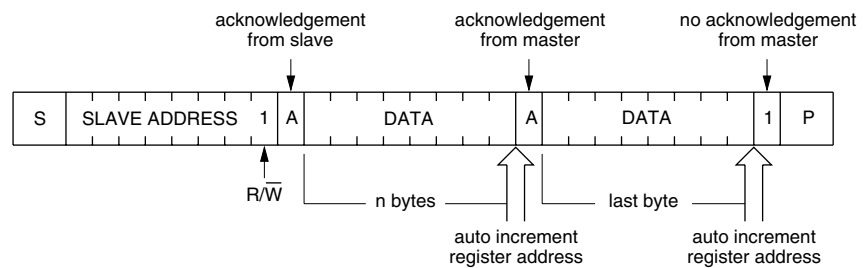 acknowledgement
from slave
acknowledgement
from master
no acknowledgement
from master
S SLAVE ADDRESS 1 A DATA A DATA 1 P
R/W̅
n bytes
last byte
auto increment
register address
auto increment
register address